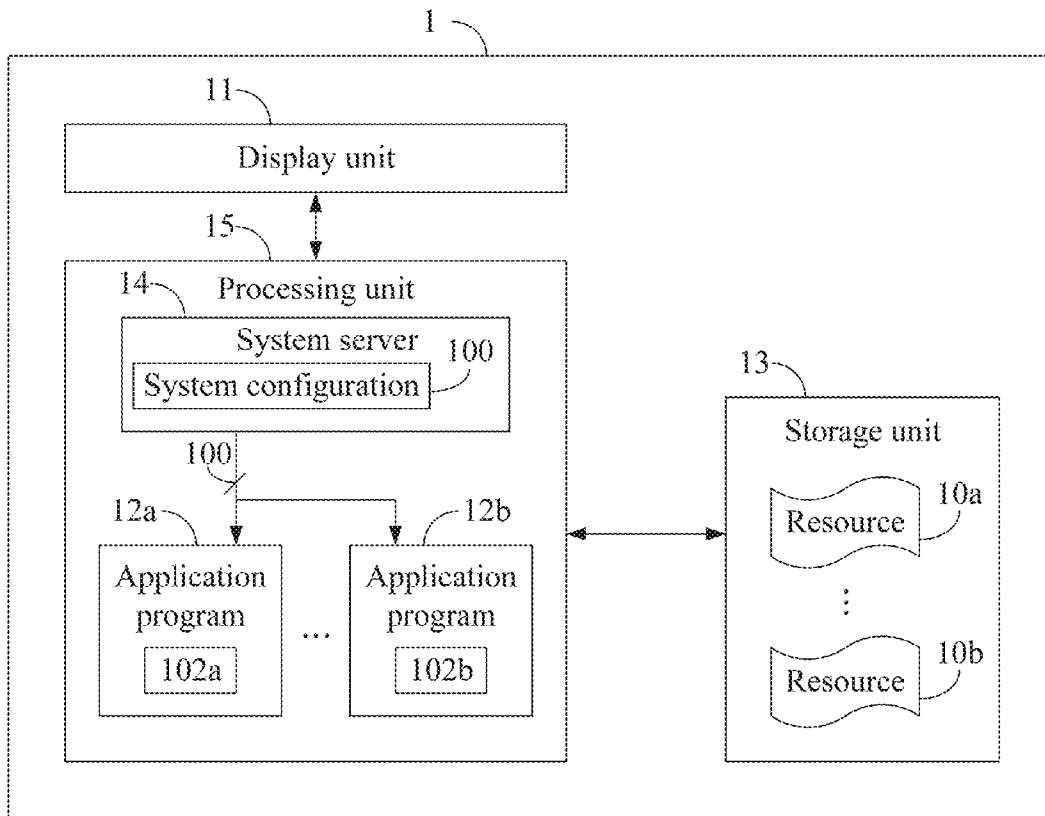 1
11
Display unit
15
Processing unit
14
System server
System configuration
100
100
12a
12b
Application
program
102a
...
Application
program
102b
13
Storage unit
Resource
10a
⋮
Resource
10b